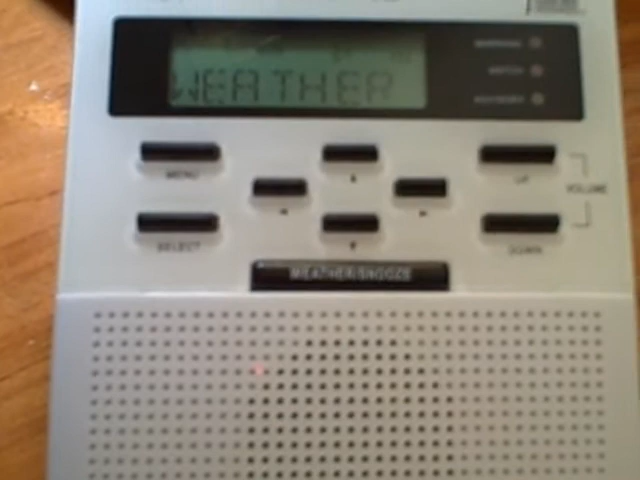 WEATHER
WARNING
WATCH
ADVISORY
MENU
UP
VOLUME
SELECT
DOWN
WEATHER/SNOOZE